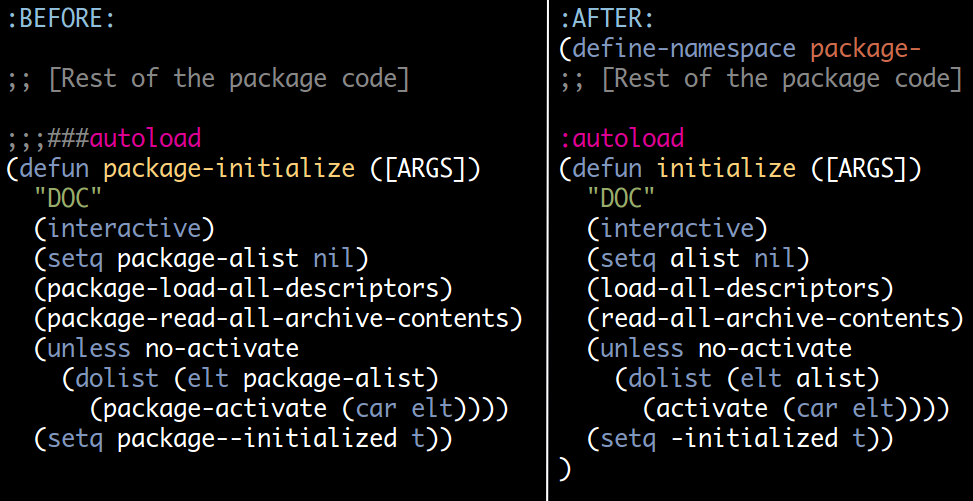 :BEFORE:

;; [Rest of the package code]

;;;###autoload
(defun package-initialize ([ARGS])
  "DOC"
  (interactive)
  (setq package-alist nil)
  (package-load-all-descriptors)
  (package-read-all-archive-contents)
  (unless no-activate
    (dolist (elt package-alist)
      (package-activate (car elt))))
  (setq package--initialized t))

:AFTER:
(define-namespace package-
;; [Rest of the package code]

:autoload
(defun initialize ([ARGS])
  "DOC"
  (interactive)
  (setq alist nil)
  (load-all-descriptors)
  (read-all-archive-contents)
  (unless no-activate
    (dolist (elt alist)
      (activate (car elt))))
  (setq -initialized t))
)